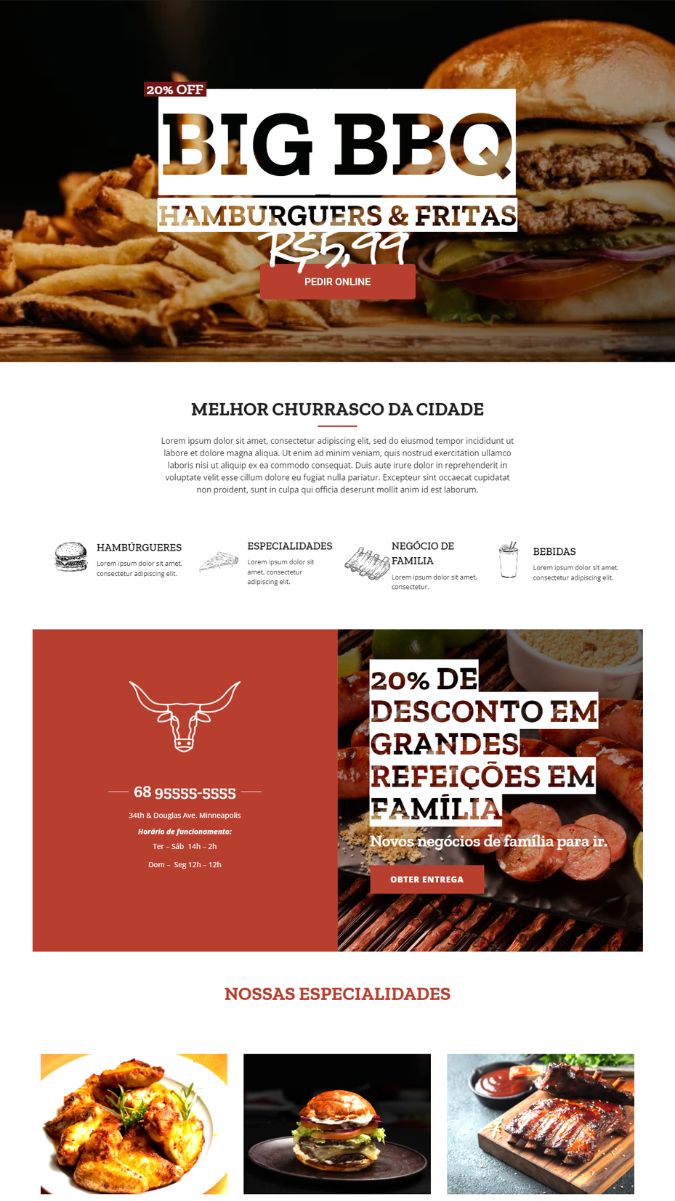 20% OFF
BIG BBQ
HAMBURGUERS & FRITAS
R$5,99
PEDIR ONLINE
MELHOR CHURRASCO DA CIDADE
Lorem ipsum dolor sit amet, consectetur adipiscing elit, sed do eiusmod tempor incididunt ut
labore et dolore magna aliqua. Ut enim ad minim veniam, quis nostrud exercitation ullamco
laboris nisi ut aliquip ex ea commodo consequat. Duis aute irure dolor in reprehenderit in
voluptate velit esse cillum dolore eu fugiat nulla pariatur. Excepteur sint occaecat cupidatat
non proident, sunt in culpa qui officia deserunt mollit anim id est laborum.
HAMBÚRGUERES
Lorem ipsum dolor sit amet,
consectetur adipiscing elit.
ESPECIALIDADES
Lorem ipsum dolor sit
amet, consectetur
adipiscing elit.
NEGÓCIO DE
FAMILIA
Lorem ipsum dolor sit amet,
consectetur.
BEBIDAS
Lorem ipsum dolor sit amet,
consectetur adipiscing elit.
68 95555-5555
34th & Douglas Ave. Minneapolis
Horário de funcionamento:
Ter – Sáb  14h – 2h
Dom –  Seg 12h – 12h
20% DE
DESCONTO EM
GRANDES
REFEIÇÕES EM
FAMÍLIA
Novos negócios de família para ir.
OBTER ENTREGA
NOSSAS ESPECIALIDADES